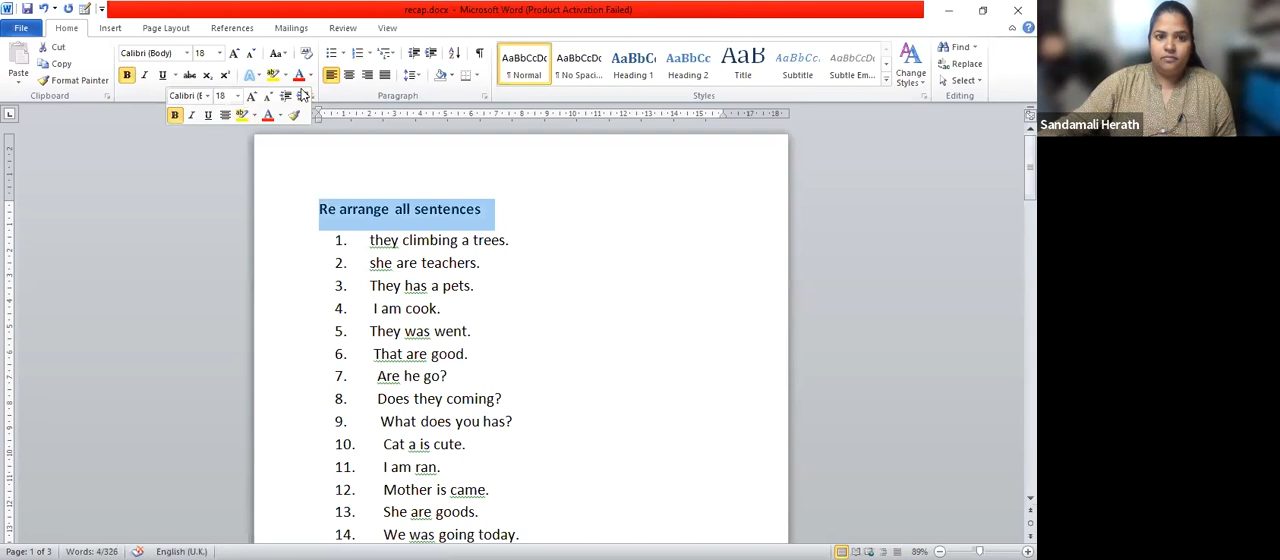 recap.docx - Microsoft Word (Product Activation Failed)
File Home Insert Page Layout References Mailings Review View
Cut
Copy
Format Painter
Paste
Clipboard
Calibri (Body) 18
Paragraph
AaBbCcDc AaBbCcDc AaBbCc AaBbCc AaB AaBbCc. AaBbCcDc
¶ Normal ¶ No Spaci... Heading 1 Heading 2 Title Subtitle Subtle Em...
Styles
Change Styles
Find
Replace
Select
Editing
Calibri (E 18
Sandamali Herath
Re arrange all sentences
1. they climbing a trees.
2. she are teachers.
3. They has a pets.
4. I am cook.
5. They was went.
6. That are good.
7. Are he go?
8. Does they coming?
9. What does you has?
10. Cat a is cute.
11. I am ran.
12. Mother is came.
13. She are goods.
14. We was going today.
Page: 1 of 3 Words: 4/326 English (U.K.) 89%